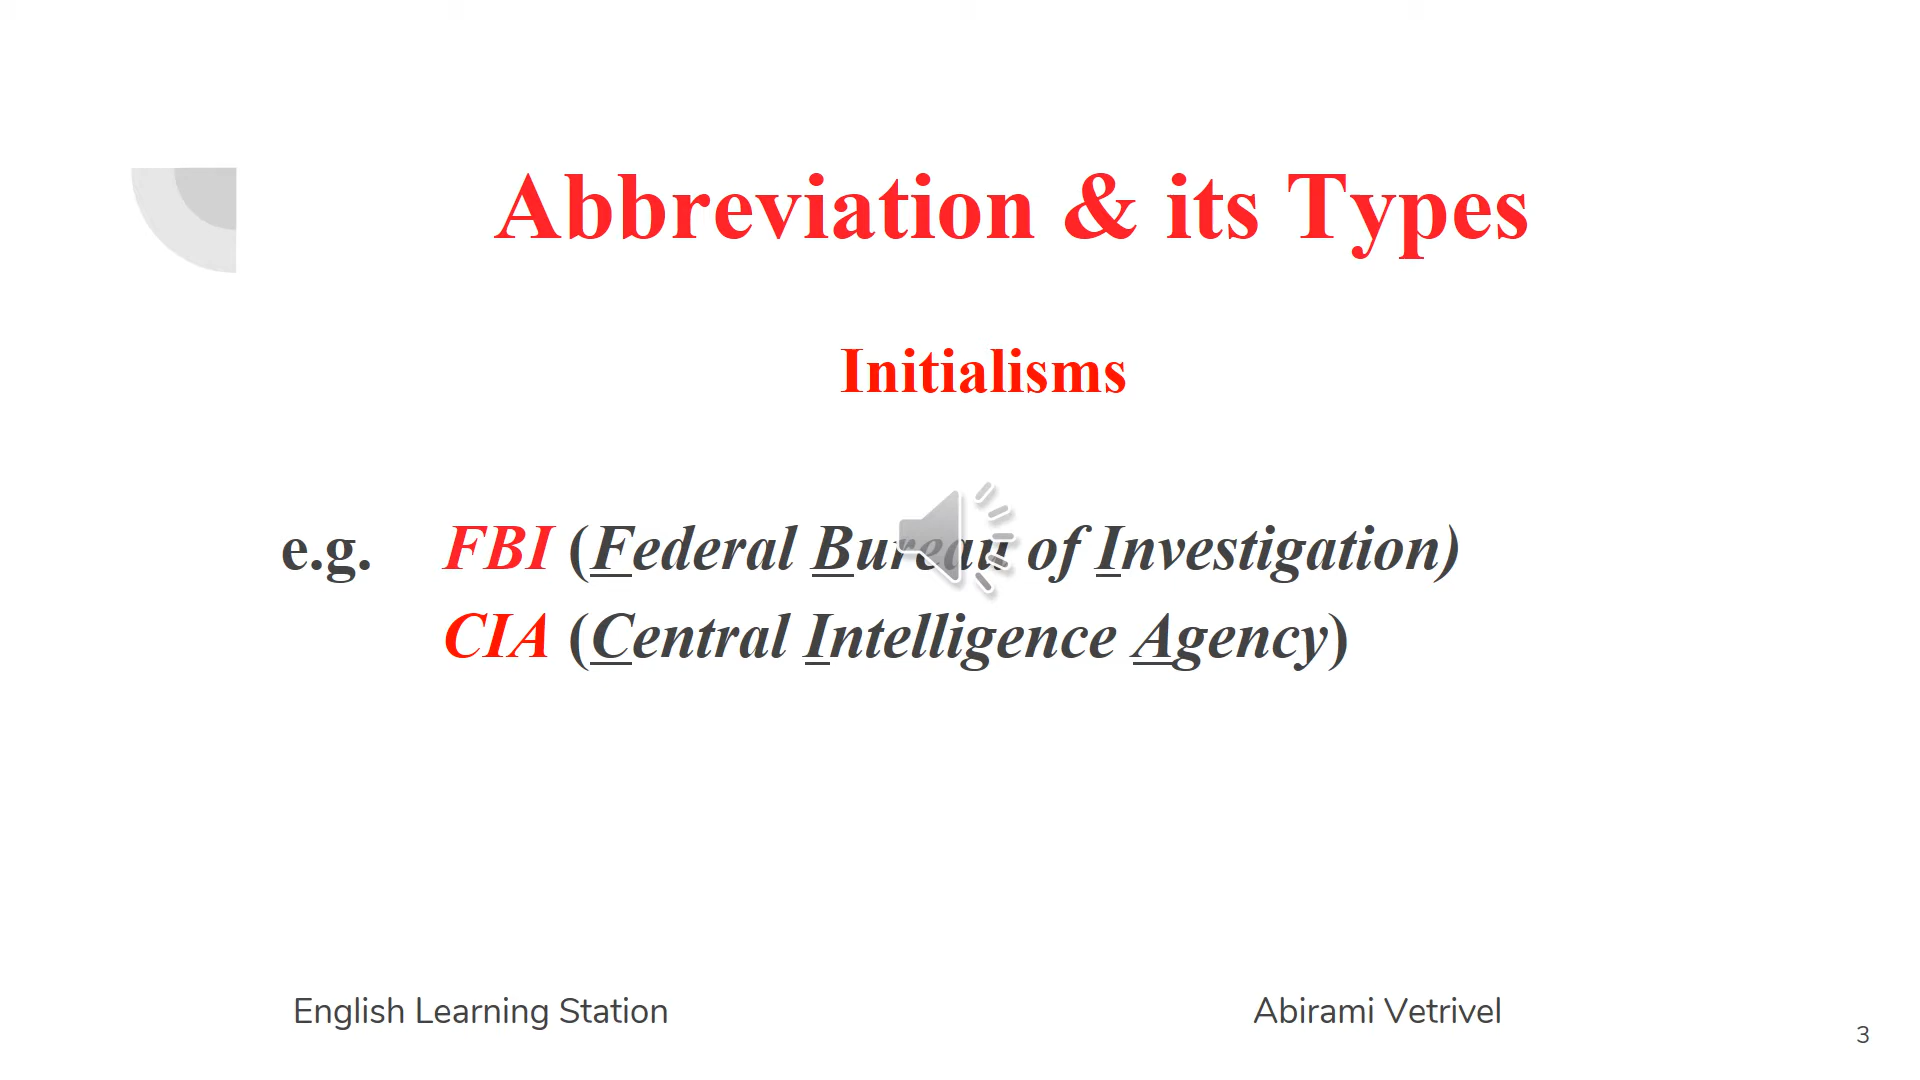 Abbreviation & its Types
Initialisms
e.g. FBI (Federal Bureau of Investigation)
CIA (Central Intelligence Agency)
English Learning Station
Abirami Vetrivel
3